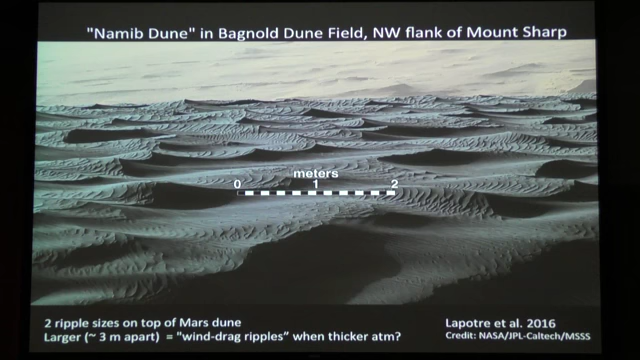 "Namib Dune" in Bagnold Dune Field, NW flank of Mount Sharp
meters
0 1 2
2 ripple sizes on top of Mars dune
Larger (~ 3 m apart) = "wind-drag ripples” when thicker atm?
Lapotre et al. 2016
Credit: NASA/JPL-Caltech/MSSS